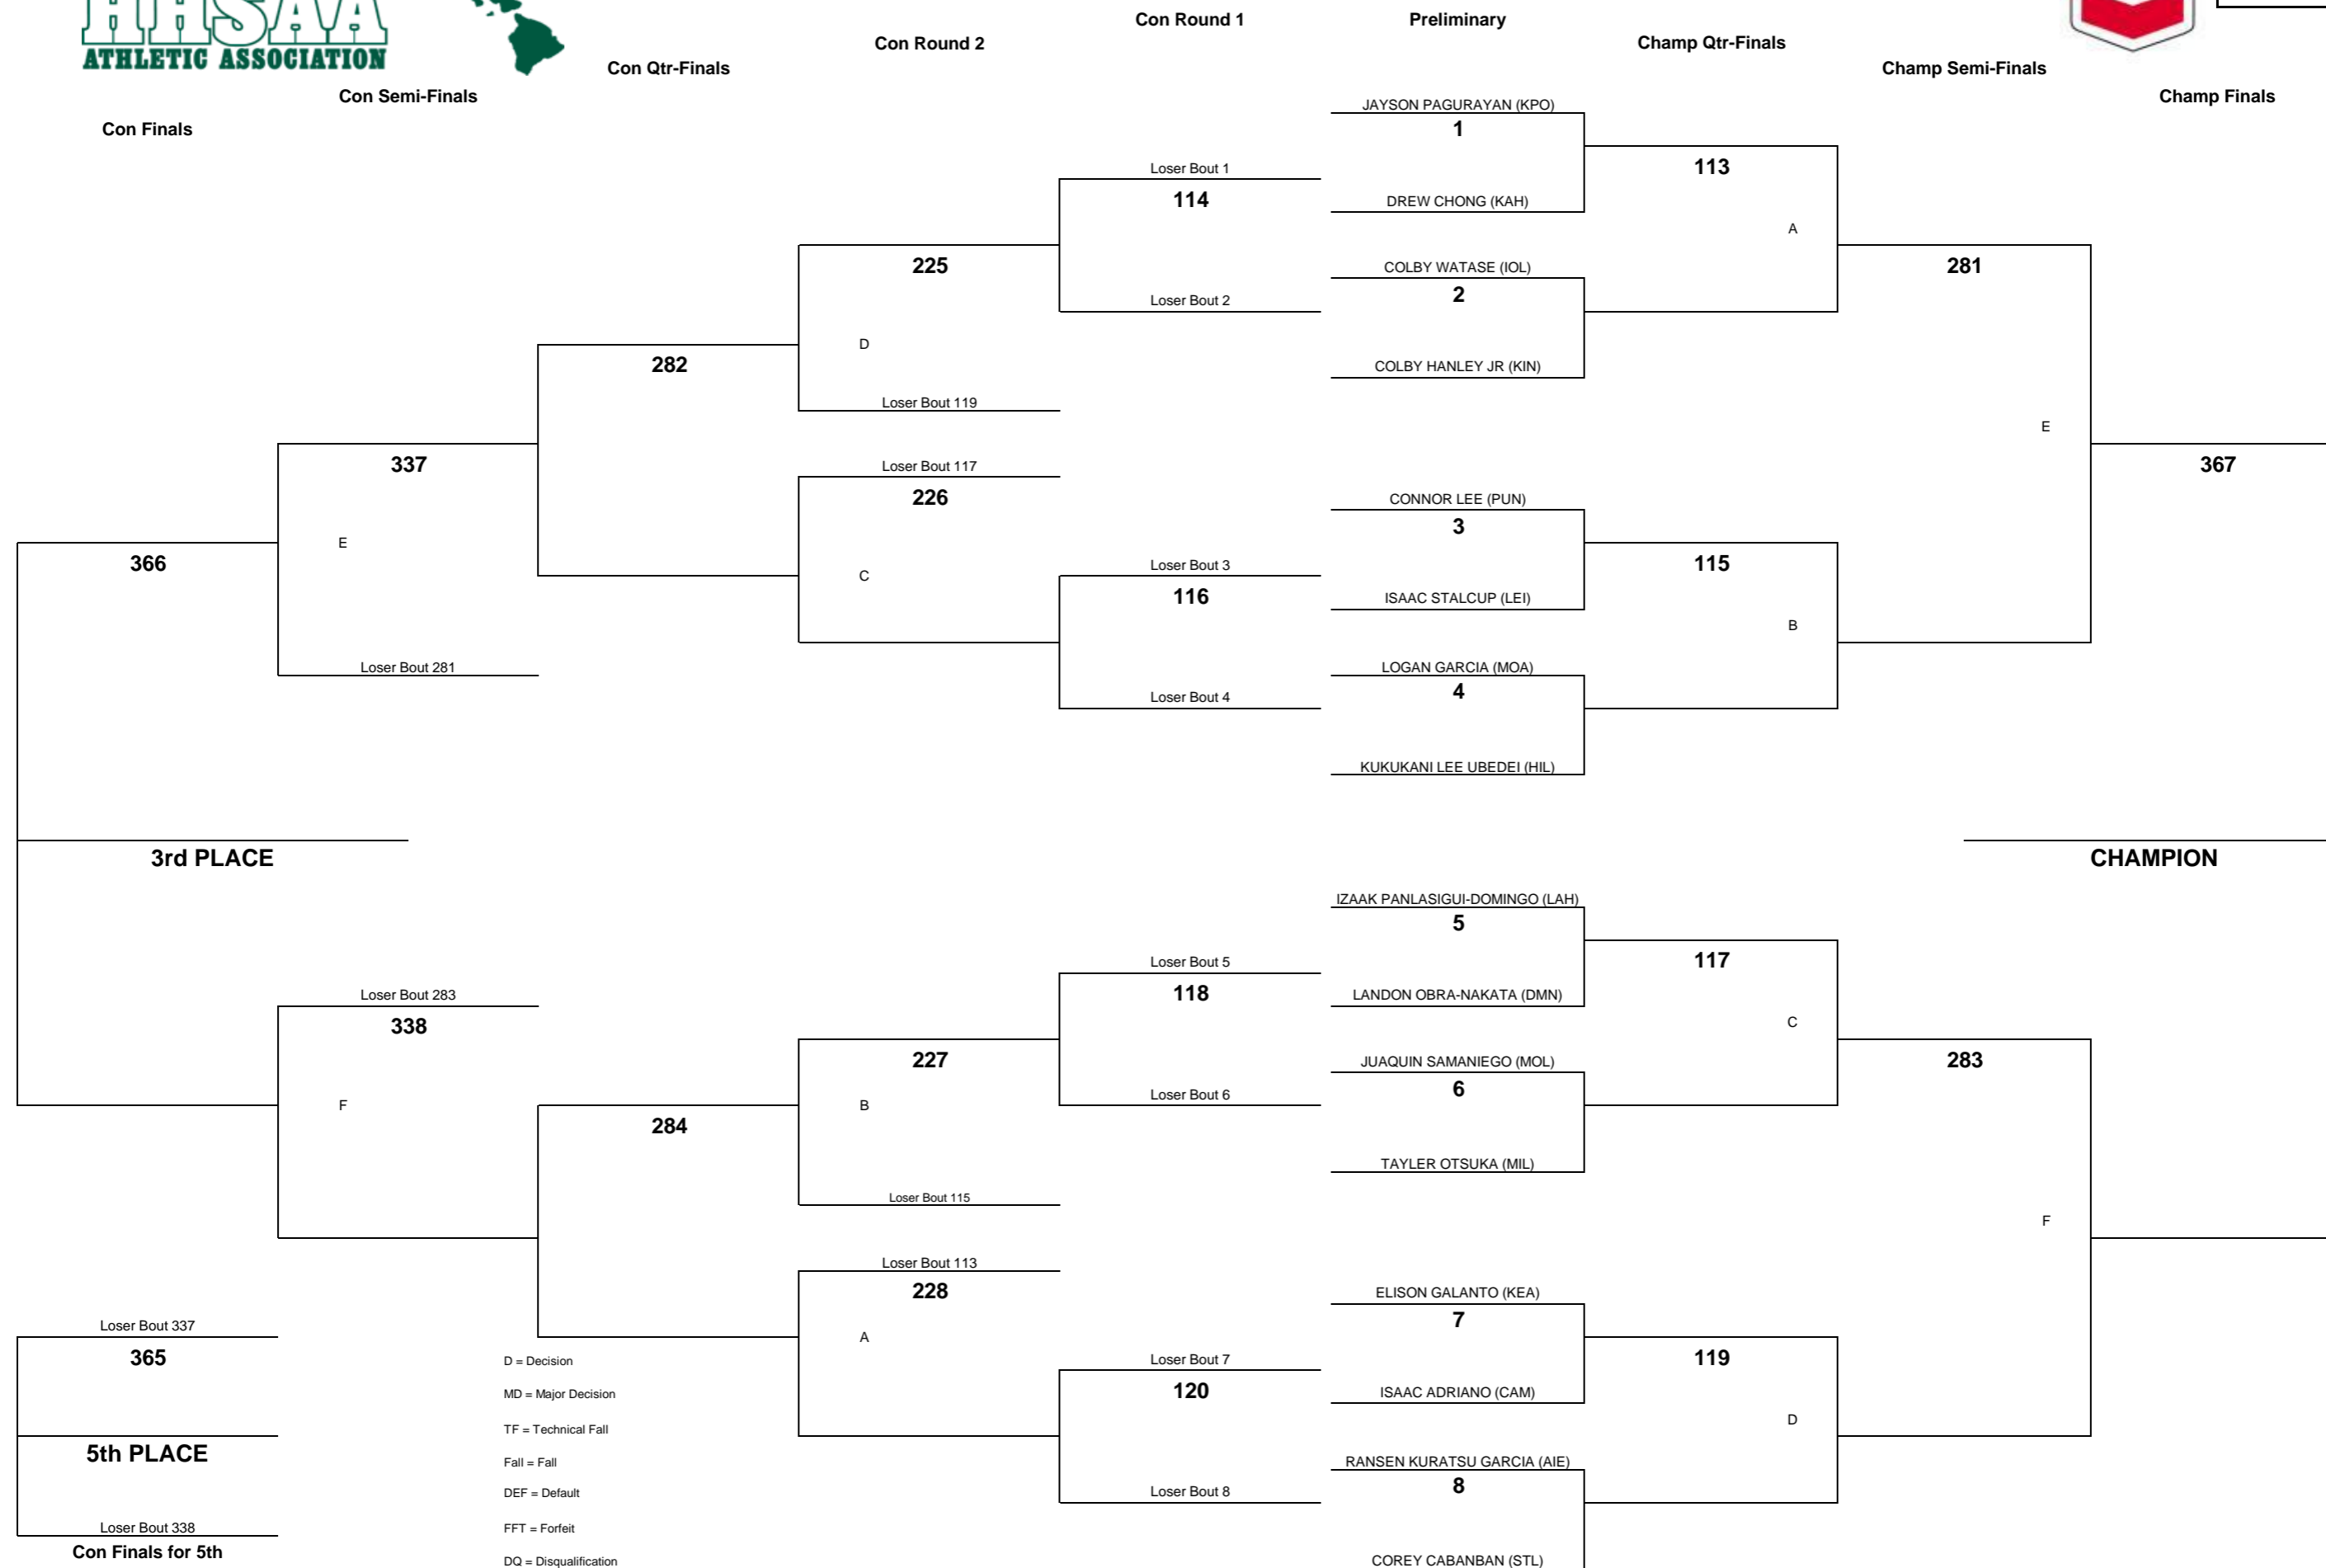 HHSAA
ATHLETIC ASSOCIATION
Con Round 1
Preliminary
Con Round 2
Champ Qtr-Finals
Con Qtr-Finals
Champ Semi-Finals
Con Semi-Finals
Champ Finals
Con Finals
JAYSON PAGURAYAN (KPO)
1
Loser Bout 1
113
114
DREW CHONG (KAH)
A
225
COLBY WATASE (IOL)
281
2
Loser Bout 2
D
282
COLBY HANLEY JR (KIN)
Loser Bout 119
E
337
Loser Bout 117
367
226
CONNOR LEE (PUN)
3
E
366
Loser Bout 3
115
C
116
ISAAC STALCUP (LEI)
B
Loser Bout 281
LOGAN GARCIA (MOA)
4
Loser Bout 4
KUKUKANI LEE UBEDEI (HIL)
3rd PLACE
CHAMPION
IZAAK PANLASIGUI-DOMINGO (LAH)
5
Loser Bout 5
117
Loser Bout 283
118
LANDON OBRA-NAKATA (DMN)
338
C
227
JUAQUIN SAMANIEGO (MOL)
283
6
Loser Bout 6
F
B
284
TAYLER OTSUKA (MIL)
Loser Bout 115
F
Loser Bout 113
228
ELISON GALANTO (KEA)
7
Loser Bout 337
A
365
D = Decision
Loser Bout 7
119
120
MD = Major Decision
ISAAC ADRIANO (CAM)
D
TF = Technical Fall
5th PLACE
Fall = Fall
RANSEN KURATSU GARCIA (AIE)
8
DEF = Default
Loser Bout 8
Loser Bout 338
FFT = Forfeit
Con Finals for 5th
DQ = Disqualification
COREY CABANBAN (STL)